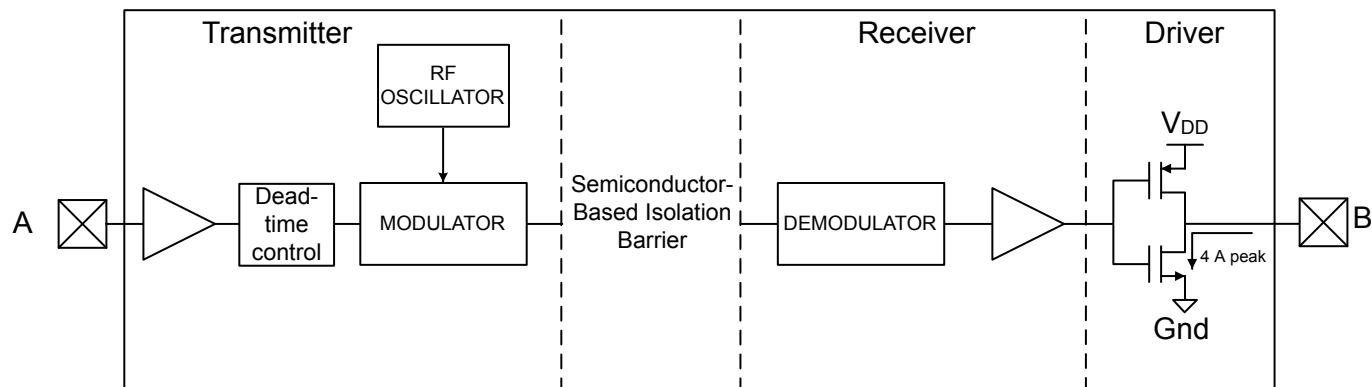 Transmitter
Receiver
Driver
RF
OSCILLATOR
VDD
Semiconductor-
Based Isolation
Barrier
A
Dead-
time
control
MODULATOR
DEMODULATOR
B
4 A peak
Gnd